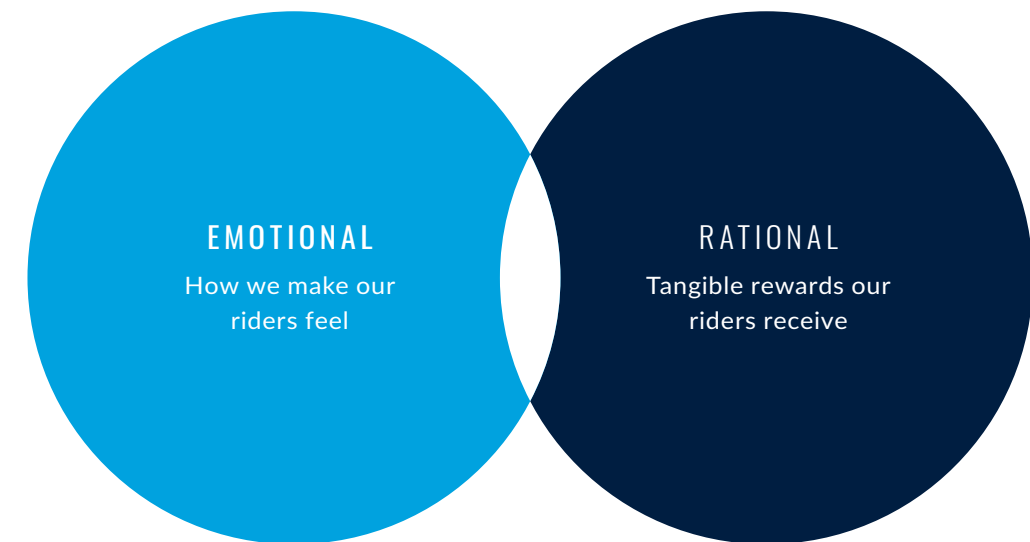 EMOTIONAL
How we make our
riders feel
RATIONAL
Tangible rewards our
riders receive